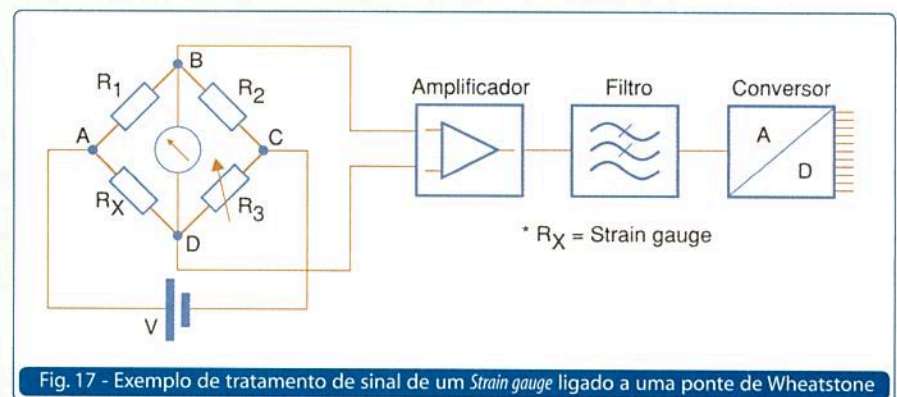 B
R1
R2
A
C
RX
R3
D
V
Amplificador
Filtro
Conversor
A
D
* RX = Strain gauge
Fig. 17 - Exemplo de tratamento de sinal de um Strain gauge ligado a uma ponte de Wheatstone